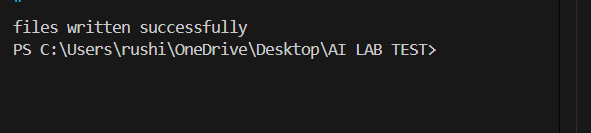 files written successfully
PS C:\Users\rushi\OneDrive\Desktop\AI LAB TEST>